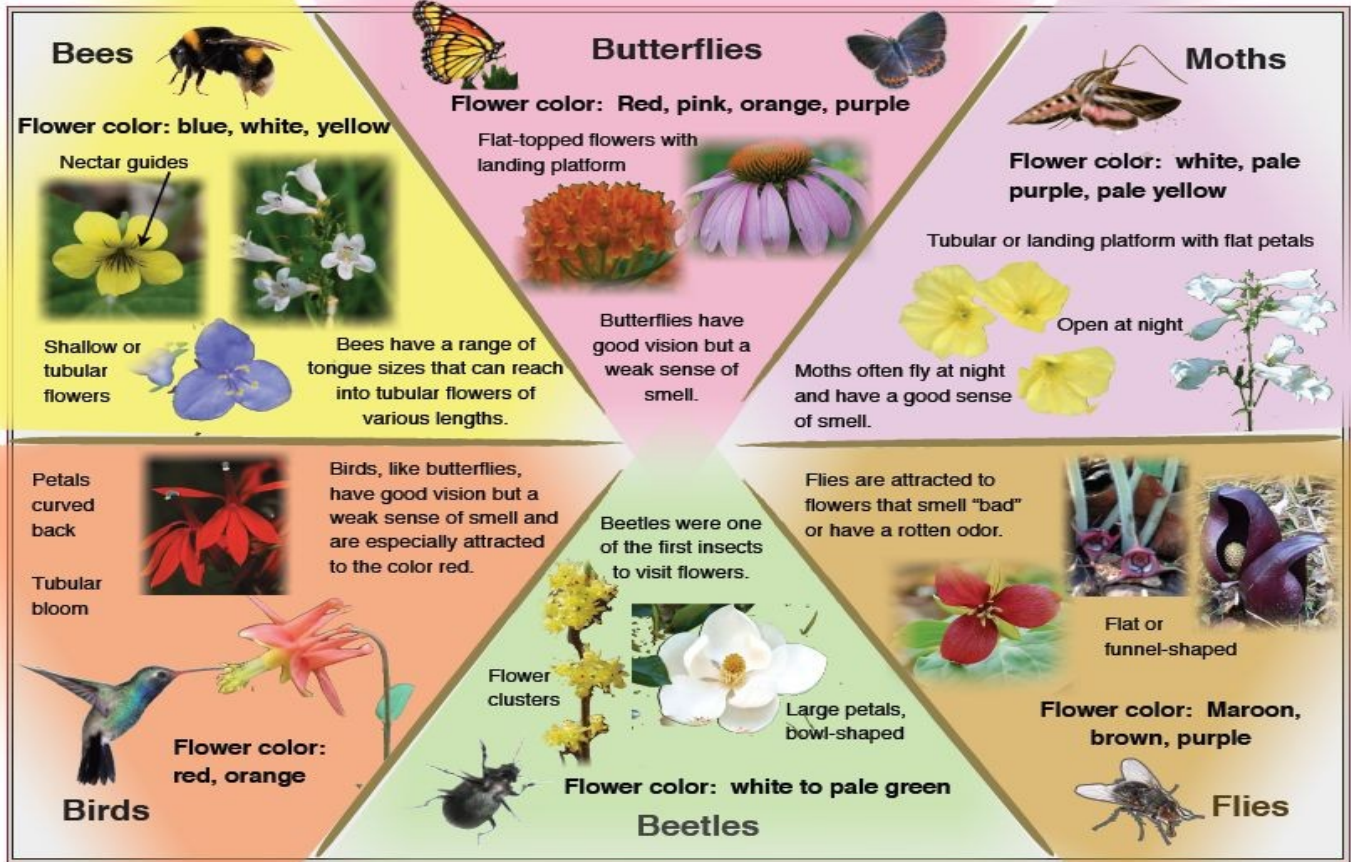 Bees
Flower color: blue, white, yellow
Nectar guides
Shallow or
tubular
flowers
Bees have a range of
tongue sizes that can reach
into tubular flowers of
various lengths.
Butterflies
Flower color: Red, pink, orange, purple
Flat-topped flowers with
landing platform
Butterflies have
good vision but a
weak sense of
smell.
Moths
Flower color: white, pale
purple, pale yellow
Tubular or landing platform with flat petals
Open at night
Moths often fly at night
and have a good sense
of smell.
Petals
curved
back
Tubular
bloom
Birds, like butterflies,
have good vision but a
weak sense of smell and
are especially attracted
to the color red.
Flower color:
red, orange
Birds
Beetles were one
of the first insects
to visit flowers.
Flower
clusters
Large petals,
bowl-shaped
Flower color: white to pale green
Beetles
Flies are attracted to
flowers that smell “bad”
or have a rotten odor.
Flat or
funnel-shaped
Flower color: Maroon,
brown, purple
Flies